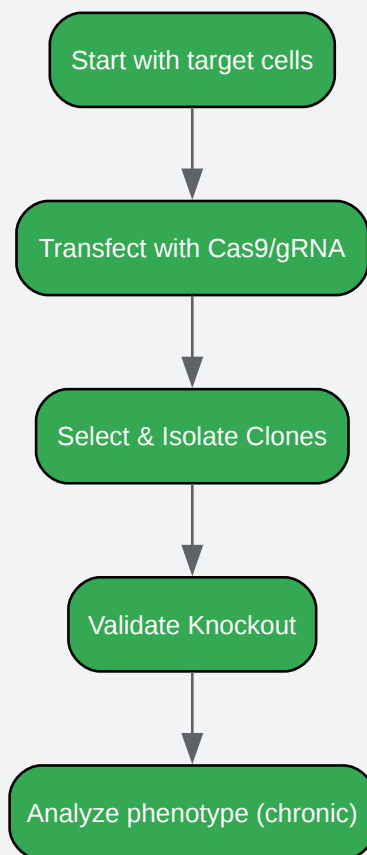 Start with target cells
Transfect with Cas9/gRNA
Select & Isolate Clones
Validate Knockout
Analyze phenotype (chronic)